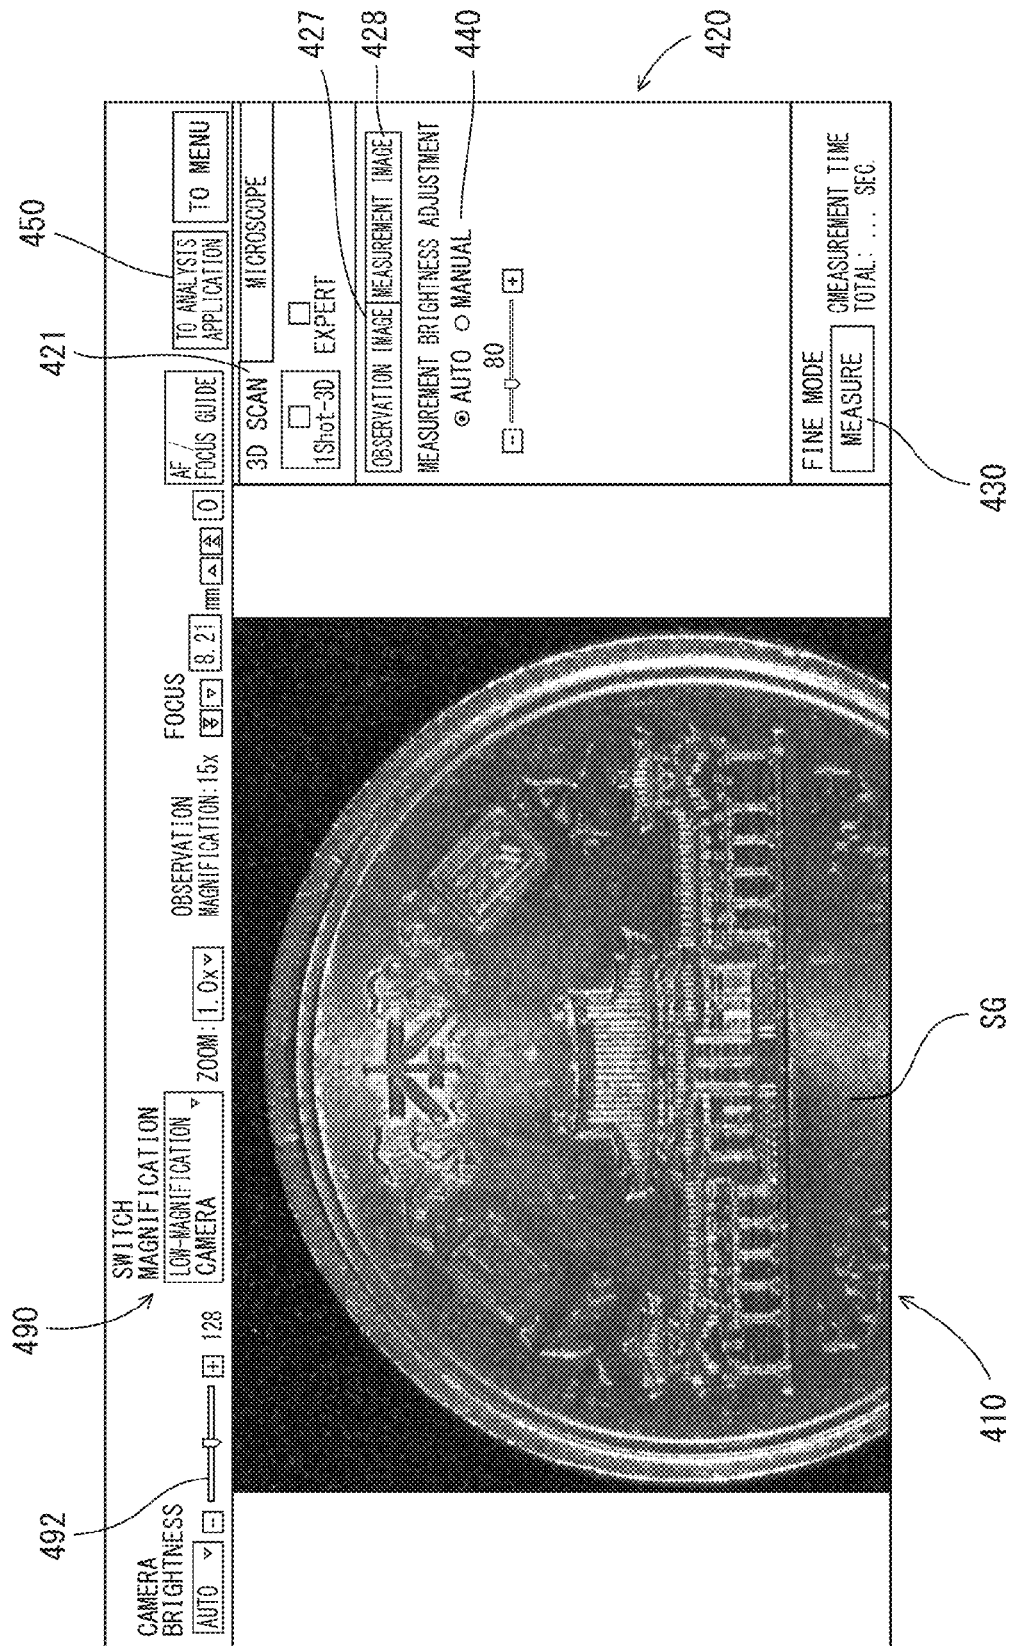 490
492
CAMERA
BRIGHTNESS
AUTO
128
SWITCH
MAGNIFICATION
LOW-MAGNIFICATION
CAMERA
ZOOM: 1.0x
OBSERVATION
MAGNIFICATION: 15x
FOCUS
8.21 mm
AF
FOCUS GUIDE
421
450
TO ANALYSIS
APPLICATION
TO MENU
3D SCAN
MICROSCOPE
1Shot-3D
EXPERT
427
OBSERVATION IMAGE
MEASUREMENT IMAGE
428
MEASUREMENT BRIGHTNESS ADJUSTMENT
AUTO
MANUAL
440
80
FINE MODE
MEASURE
GMEASUREMENT TIME
TOTAL: ... SEC.
410
SG
430
420